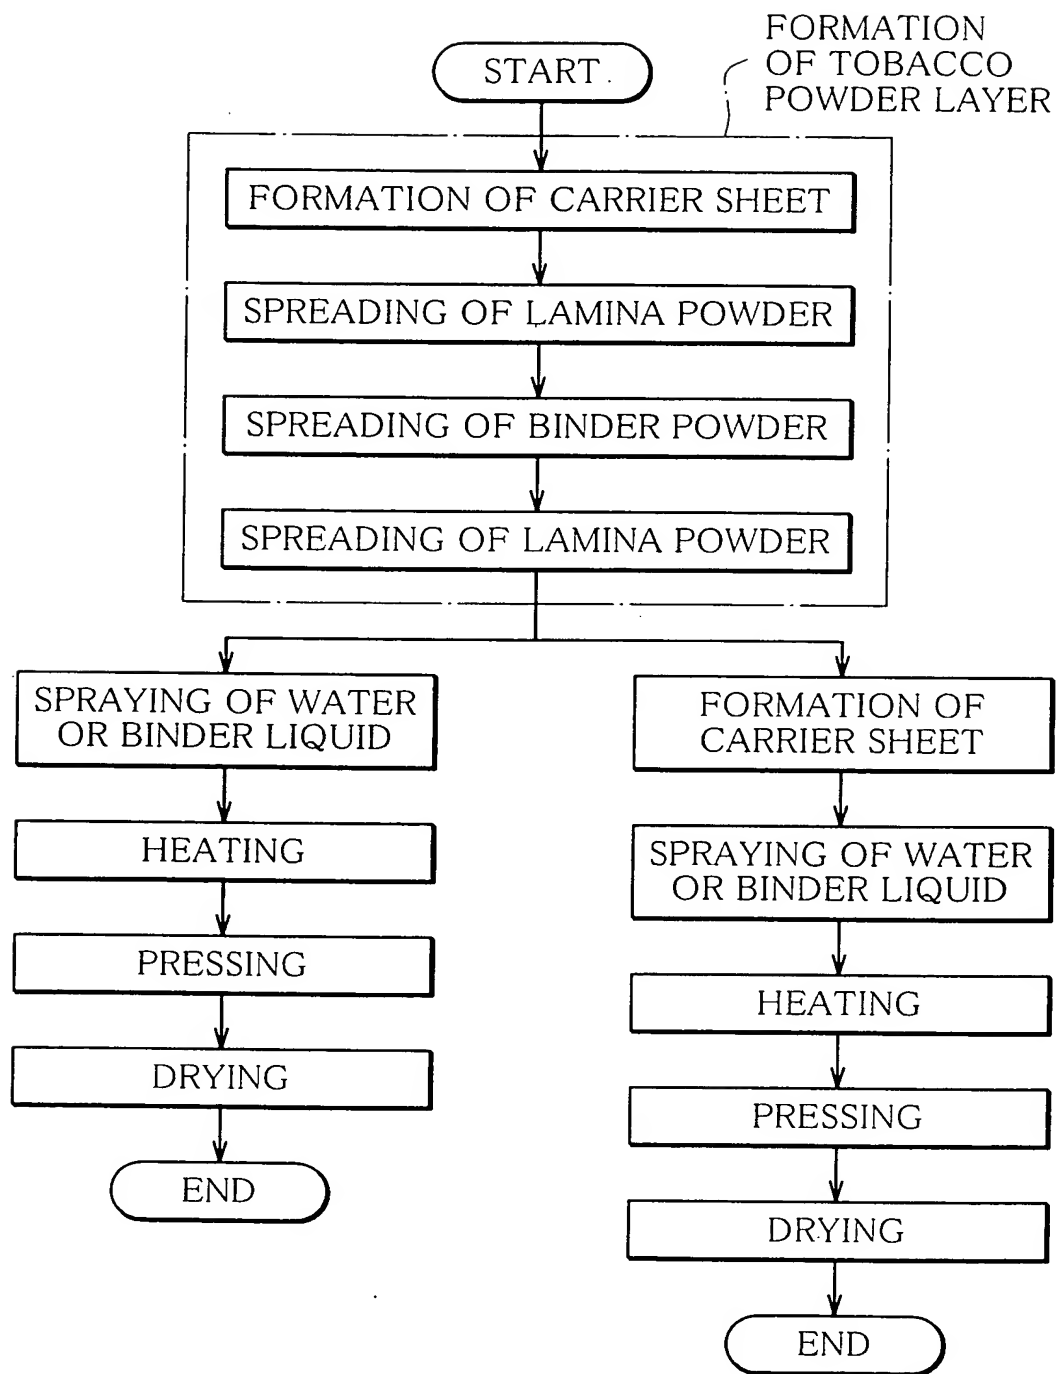 FORMATION
OF TOBACCO
POWDER LAYER
START
FORMATION OF CARRIER SHEET
SPREADING OF LAMINA POWDER
SPREADING OF BINDER POWDER
SPREADING OF LAMINA POWDER
SPRAYING OF WATER
OR BINDER LIQUID
HEATING
PRESSING
DRYING
END
FORMATION OF
CARRIER SHEET
SPRAYING OF WATER
OR BINDER LIQUID
HEATING
PRESSING
DRYING
END